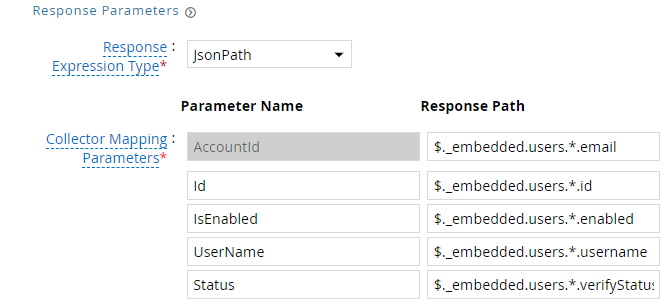 Response Parameters
Response :
Expression Type*
JsonPath
Parameter Name Response Path
Collector Mapping :
Parameters*
AccountId $._embedded.users.*.email
Id $._embedded.users.*.id
IsEnabled $._embedded.users.*.enabled
UserName $._embedded.users.*.username
Status $._embedded.users.*.verifyStatus